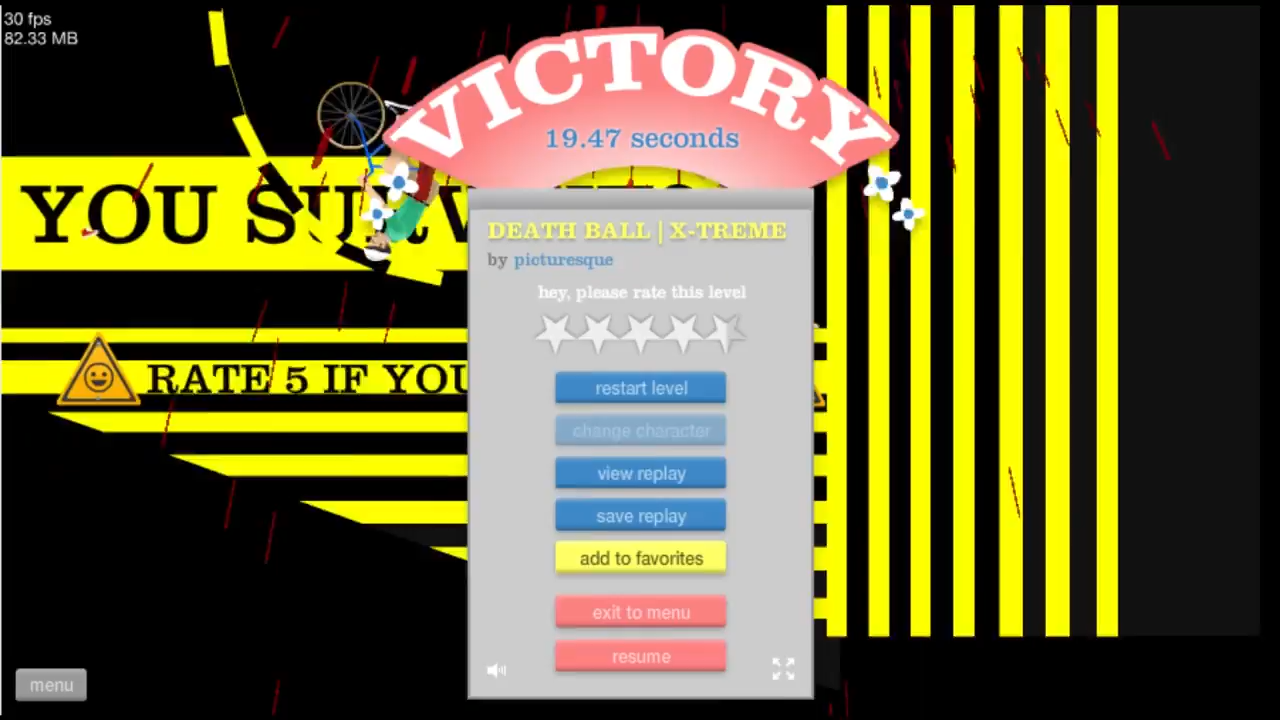 30 fps
82.33 MB
VICTORY
19.47 seconds
YOU
DEATH BALL | X-TREME
by picturesque
hey, please rate this level
RATE 5 IF YOU
restart level
change character
view replay
save replay
add to favorites
exit to menu
resume
menu